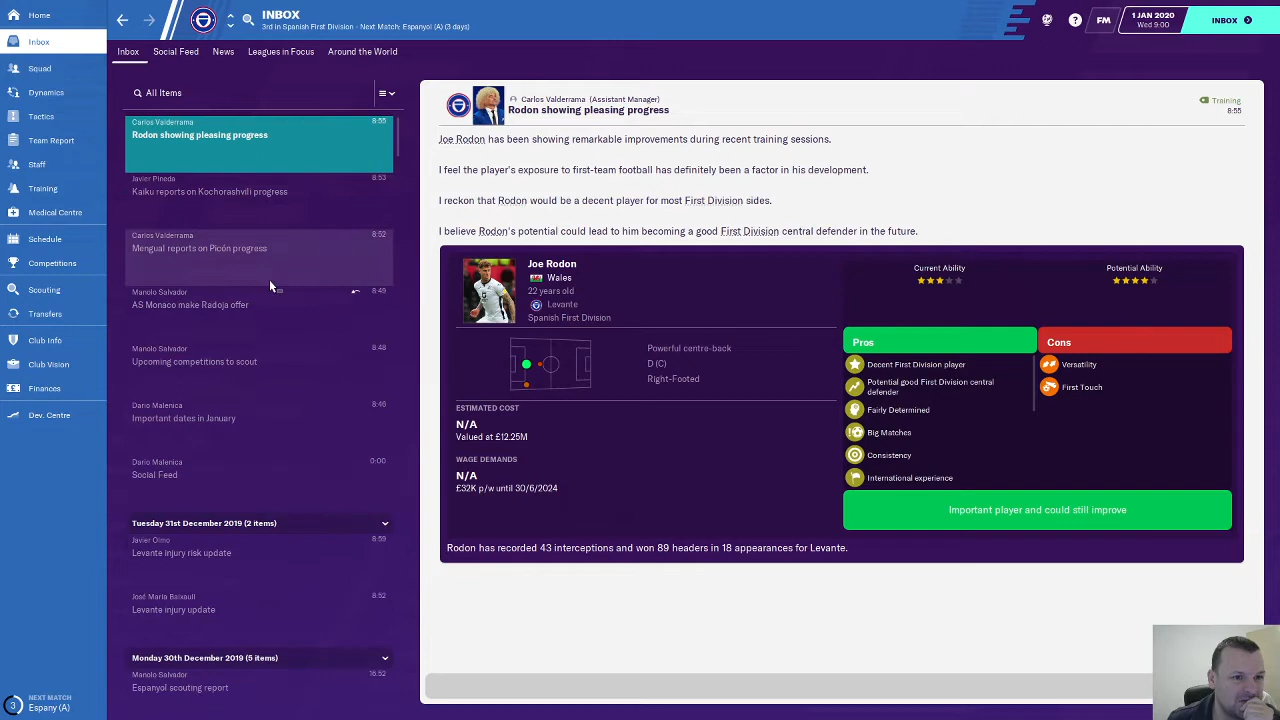 Home
INBOX
3rd in Spanish First Division - Next Match: Espanyol (A) (3 days)
FM
1 JAN 2020
Wed 9:00
INBOX
Inbox
Squad
Dynamics
Tactics
Team Report
Staff
Training
Medical Centre
Schedule
Competitions
Scouting
Transfers
Club Info
Club Vision
Finances
Dev. Centre
3
NEXT MATCH
Espany (A)
Inbox
Social Feed
News
Leagues in Focus
Around the World
All Items
Carlos Valderrama
8:55
Rodon showing pleasing progress
Javier Pineda
8:53
Kaiku reports on Kochorashvili progress
Carlos Valderrama
8:52
Mengual reports on Picón progress
Manolo Salvador
8:49
AS Monaco make Radoja offer
Manolo Salvador
8:48
Upcoming competitions to scout
Dario Malenica
8:46
Important dates in January
Dario Malenica
0:00
Social Feed
Tuesday 31st December 2019 (2 items)
Javier Olmo
8:59
Levante injury risk update
José María Baixauli
8:52
Levante injury update
Monday 30th December 2019 (5 items)
Manolo Salvador
16:52
Espanyol scouting report
Carlos Valderrama (Assistant Manager)
Rodon showing pleasing progress
Training
8:55
Joe Rodon has been showing remarkable improvements during recent training sessions.
I feel the player's exposure to first-team football has definitely been a factor in his development.
I reckon that Rodon would be a decent player for most First Division sides.
I believe Rodon's potential could lead to him becoming a good First Division central defender in the future.
Joe Rodon
Wales
22 years old
Levante
Spanish First Division
Powerful centre-back
D (C)
Right-Footed
ESTIMATED COST
N/A
Valued at £12.25M
WAGE DEMANDS
N/A
£32K p/w until 30/6/2024
Current Ability
Potential Ability
Pros
Decent First Division player
Potential good First Division central
defender
Fairly Determined
Big Matches
Consistency
International experience
Cons
Versatility
First Touch
Important player and could still improve
Rodon has recorded 43 interceptions and won 89 headers in 18 appearances for Levante.